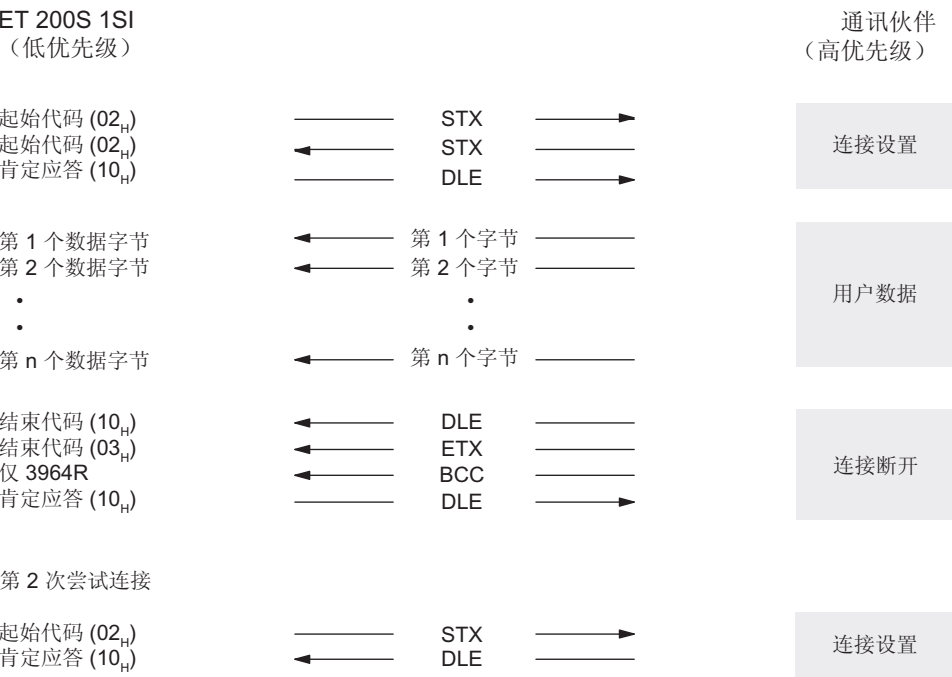 ET 200S 1SI 通讯伙伴
（低优先级） （高优先级）
起始代码 (02H) STX
起始代码 (02H) STX 连接设置
肯定应答 (10H) DLE
第 1 个数据字节 第 1 个字节
第 2 个数据字节 第 2 个字节
• •
用户数据
• •
第 n 个数据字节 第 n 个字节
结束代码 (10H) DLE
结束代码 (03H) ETX
连接断开
仅 3964R BCC
肯定应答 (10H) DLE
第 2 次尝试连接
起始代码 (02H) STX
连接设置
肯定应答 (10H) DLE